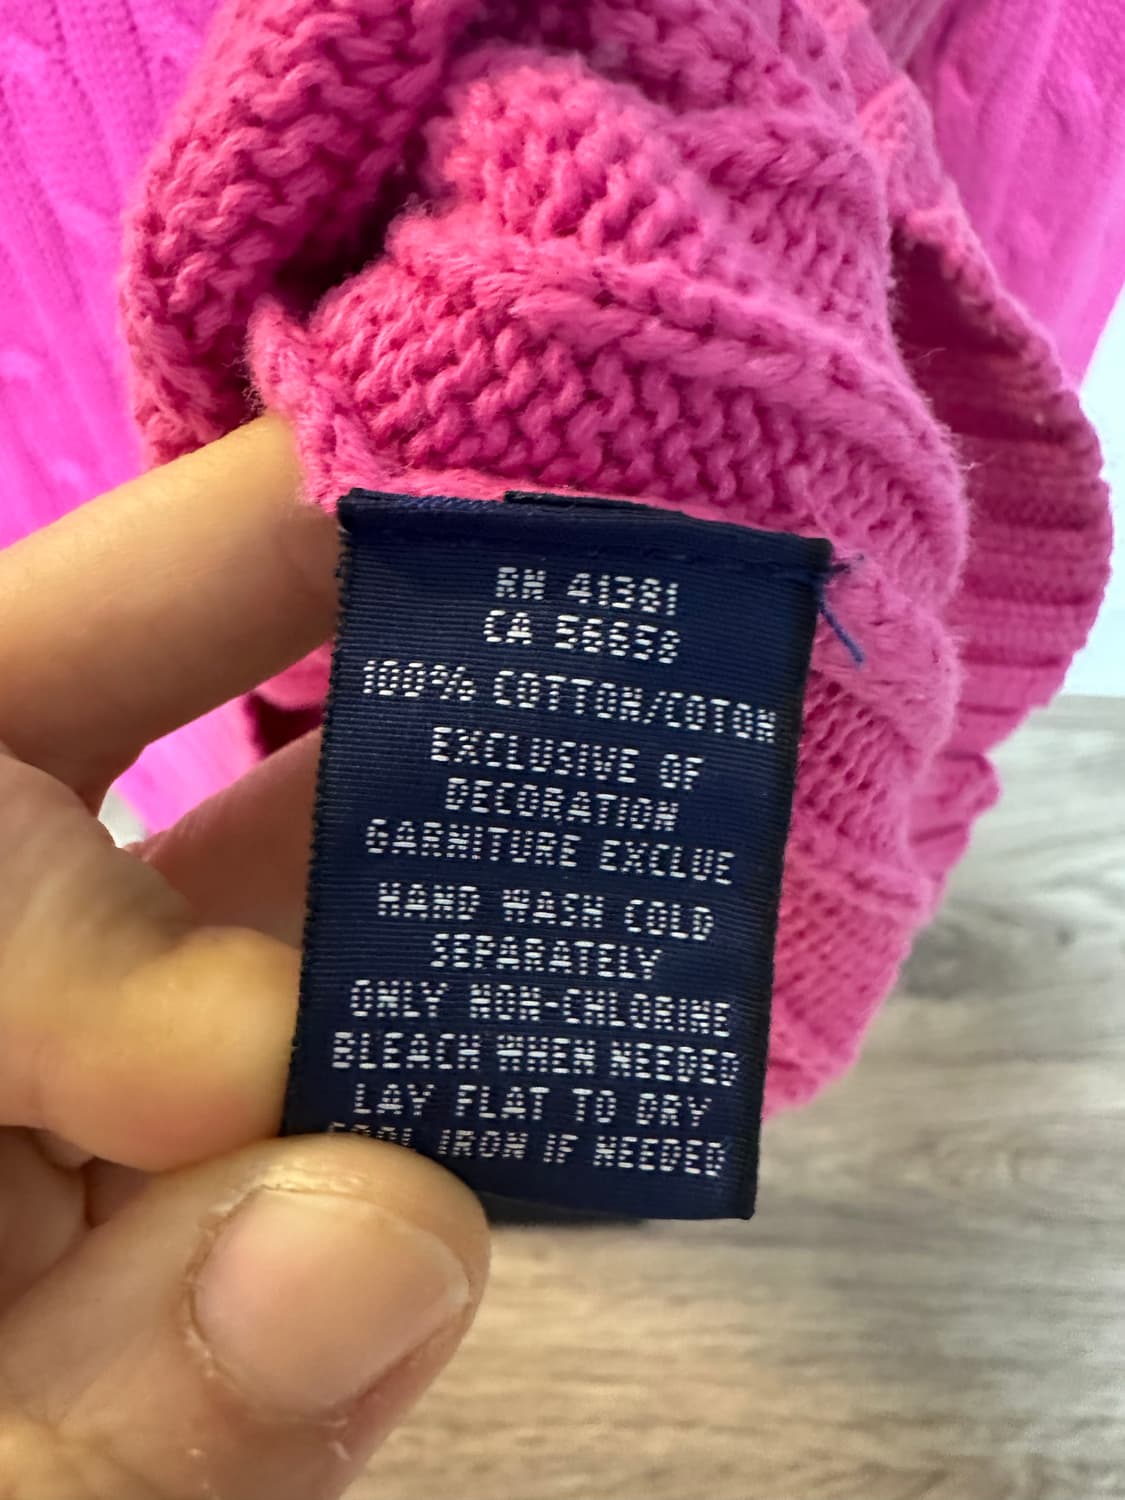 RN 41381
CA 56658
100% COTTON/COTON
EXCLUSIVE OF
DECORATION
GARNITURE EXCLUE
HAND WASH COLD
SEPARATELY
ONLY NON-CHLORINE
BLEACH WHEN NEEDED
LAY FLAT TO DRY
COOL IRON IF NEEDED